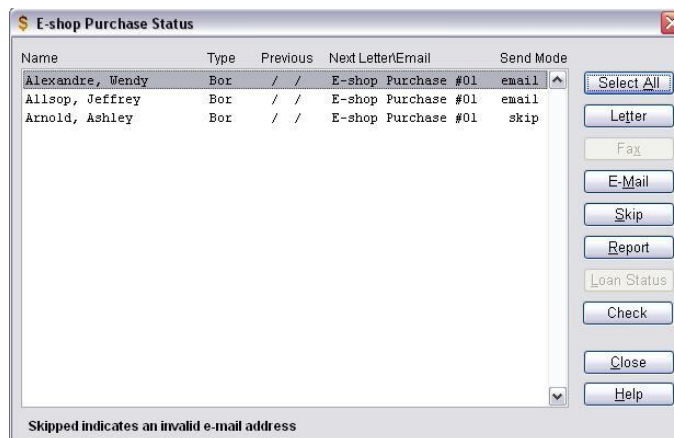 $ E-shop Purchase Status
Name Type Previous Next Letter\Email Send Mode
Alexandre, Wendy Bor / / E-shop Purchase #01 email
Allsop, Jeffrey Bor / / E-shop Purchase #01 email
Arnold, Ashley Bor / / E-shop Purchase #01 skip
Select All
Letter
Fax
E-Mail
Skip
Report
Loan Status
Check
Close
Help
Skipped indicates an invalid e-mail address